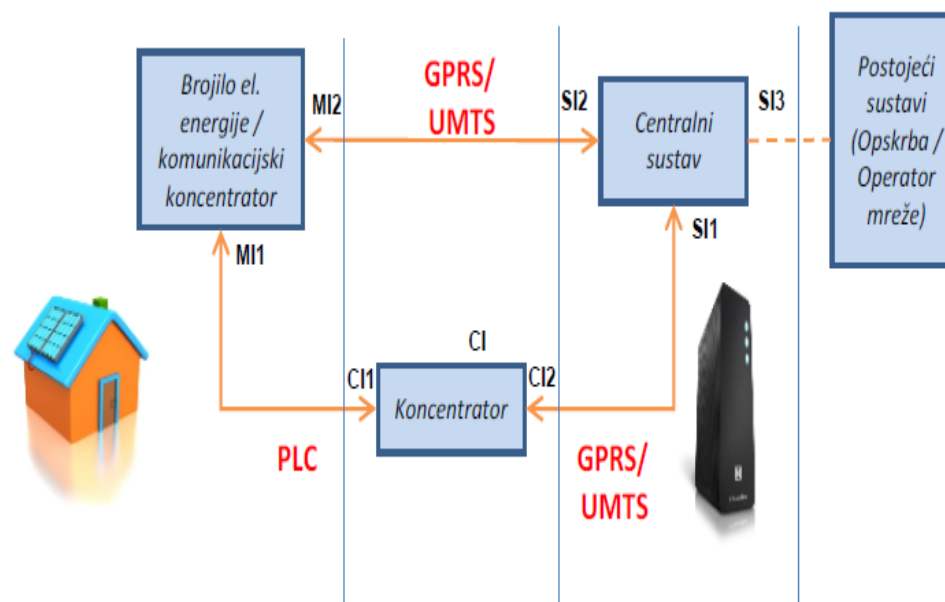 Brojilo el.
energije /
komunikacijski
koncentrator
MI2
GPRS/
UMTS
SI2
Centralni
sustav
SI3
Postojeći
sustavi
(Opskrba /
Operator
mreže)
MI1
SI1
CI
CI1
Koncentrator
CI2
PLC
GPRS/
UMTS